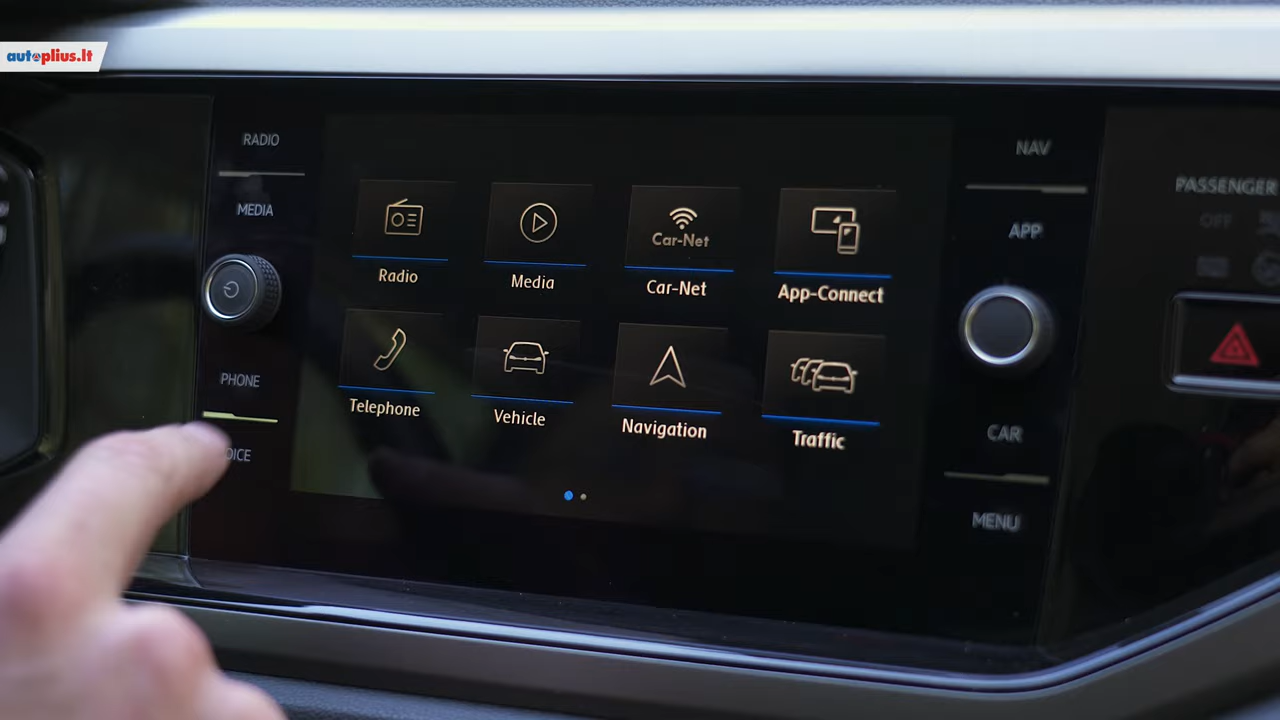 autoplius.lt
RADIO
MEDIA
PHONE
NAV
APP
CAR
MENU
Car-Net
Radio
Media
Car-Net
App-Connect
Telephone
Vehicle
Navigation
Traffic
PASSENGER
OFF